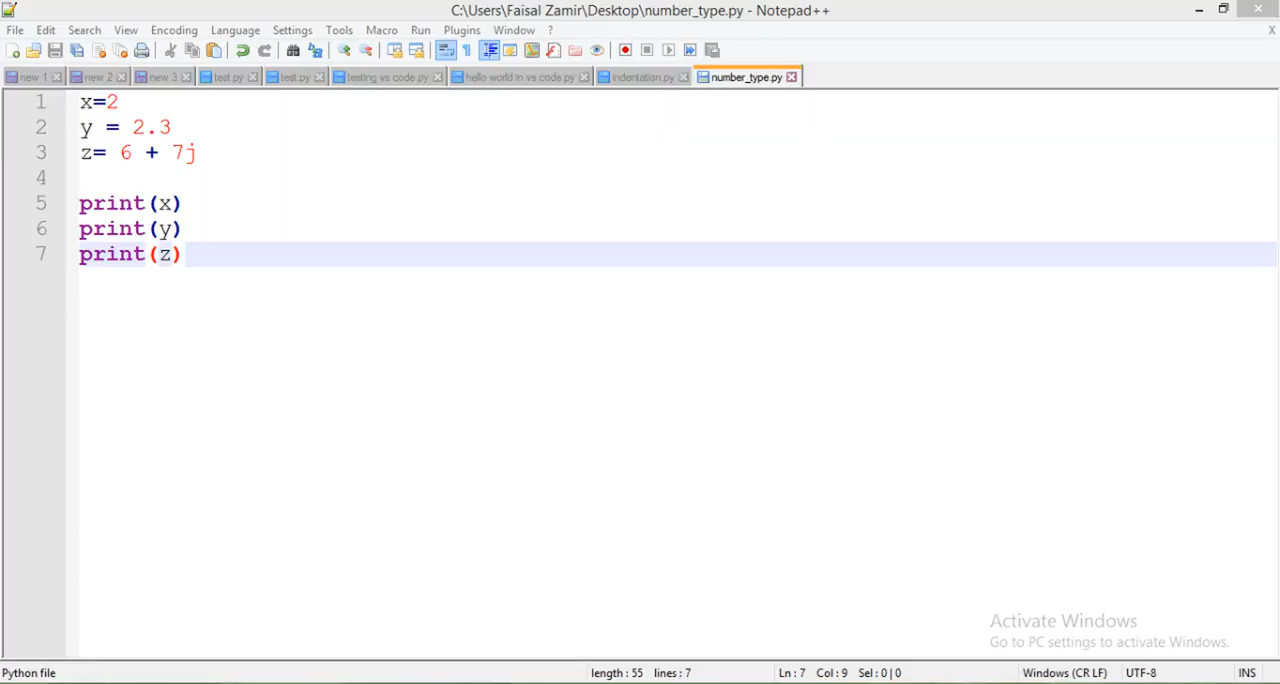 C:\Users\Faisal Zamir\Desktop\number_type.py - Notepad++
File Edit Search View Encoding Language Settings Tools Macro Run Plugins Window ? X
new 1 new 2 new 3 test py test.py testing vs code py hello world in vs code.py indentation.py number_type.py
1 x=2
2 y = 2.3
3 z= 6 + 7j
4
5 print(x)
6 print(y)
7 print(z)
Activate Windows
Go to PC settings to activate Windows.
Python file length : 55 lines : 7 Ln : 7 Col : 9 Sel : 0 | 0 Windows (CR LF) UTF-8 INS